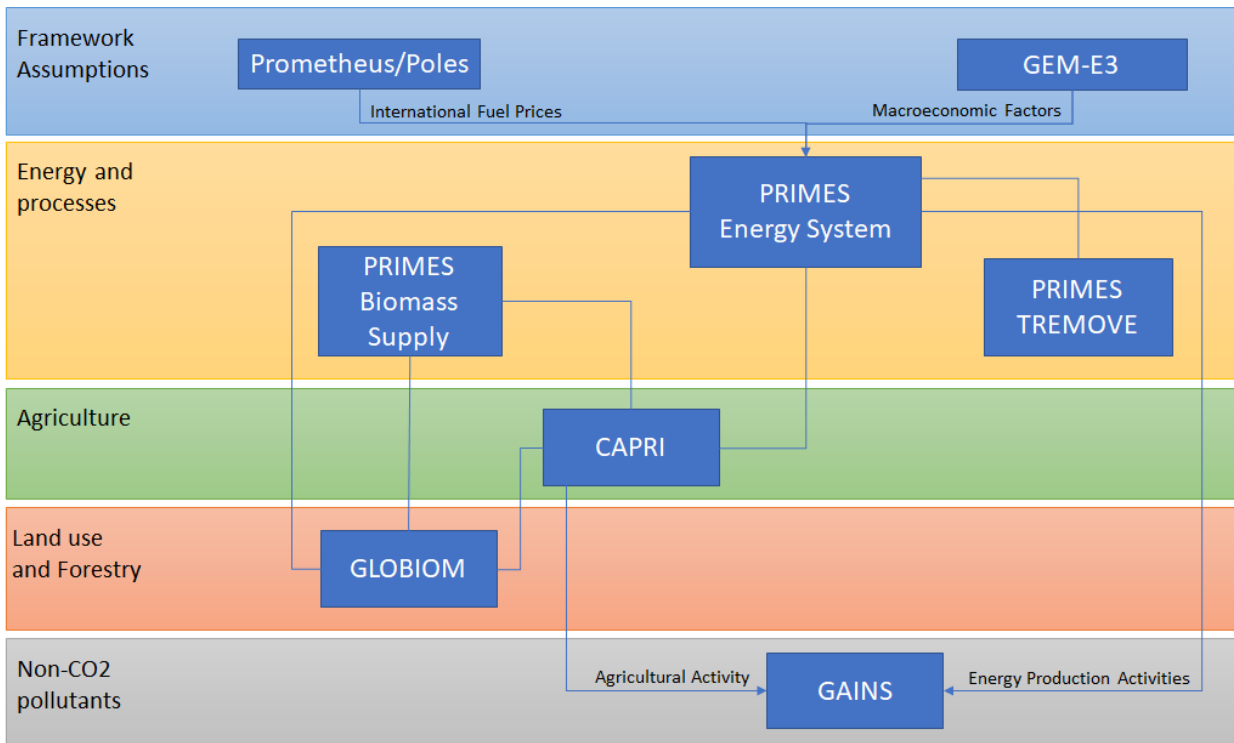 Framework
Assumptions
Prometheus/Poles
GEM-E3
International Fuel Prices
Macroeconomic Factors
Energy and
processes
PRIMES
Energy System
PRIMES
Biomass
Supply
PRIMES
TREMOVE
Agriculture
CAPRI
Land use
and Forestry
GLOBIOM
Non-CO2
pollutants
Agricultural Activity
GAINS
Energy Production Activities